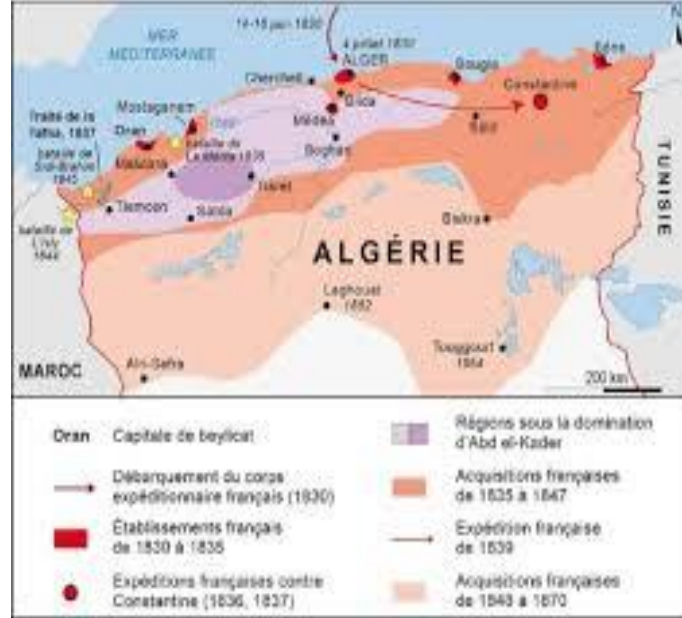 14-16 juin 1830
MER
MÉDITERRANÉE
4 juillet 1830
ALGER
Bougie
Bône
Cherchell
Constantine
Blida
Mostaganem
Médéa
Traité de la
Tafna, 1837
Oran
bataille de
La Macta 1835
Boghar
bataille de
Sidi-Brahim
1845
Mascara
Tiaret
TUNISIE
Tlemcen
Saïda
Biskra
bataille de
L'Isly
1844
ALGÉRIE
Laghouat
1852
Touggourt
1854
MAROC
Aïn-Sefra
200 km
Oran Capitale de beylicat
Débarquement du corps
expéditionnaire français (1830)
Établissements français
de 1830 à 1835
Expéditions françaises contre
Constantine (1836, 1837)
Régions sous la domination
d'Abd el-Kader
Acquisitions françaises
de 1835 à 1847
Expédition française
de 1839
Acquisitions françaises
de 1848 à 1870